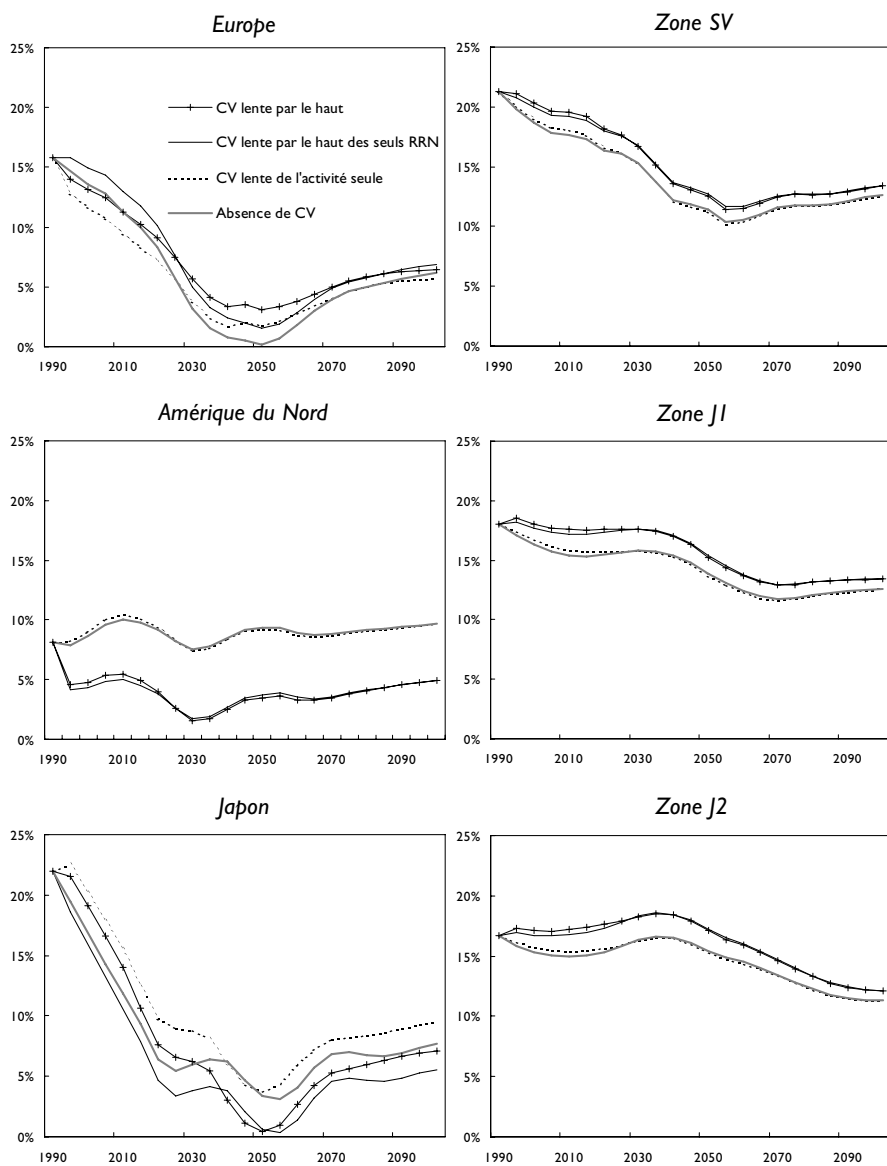 Europe
25%
20%
15%
10%
5%
0%
1990 2010 2030 2050 2070 2090
CV lente par le haut
CV lente par le haut des seuls RRN
CV lente de l'activité seule
Absence de CV
Zone SV
25%
20%
15%
10%
5%
0%
1990 2010 2030 2050 2070 2090
Amérique du Nord
25%
20%
15%
10%
5%
0%
1990 2010 2030 2050 2070 2090
Zone J1
25%
20%
15%
10%
5%
0%
1990 2010 2030 2050 2070 2090
Japon
25%
20%
15%
10%
5%
0%
1990 2010 2030 2050 2070 2090
Zone J2
25%
20%
15%
10%
5%
0%
1990 2010 2030 2050 2070 2090